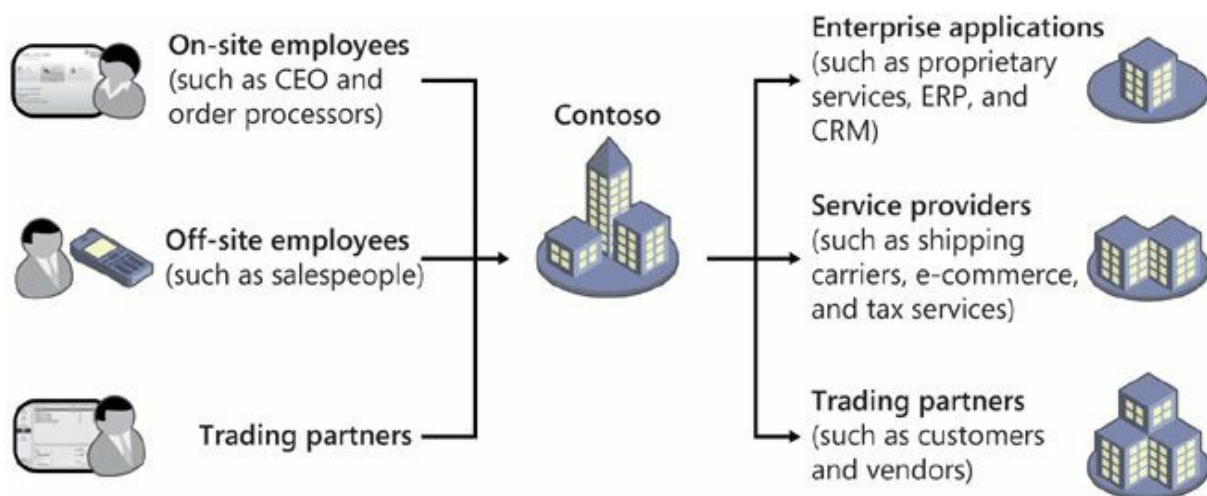 On-site employees
(such as CEO and
order processors)
Off-site employees
(such as salespeople)
Trading partners
Contoso
Enterprise applications
(such as proprietary
services, ERP, and
CRM)
Service providers
(such as shipping
carriers, e-commerce,
and tax services)
Trading partners
(such as customers
and vendors)